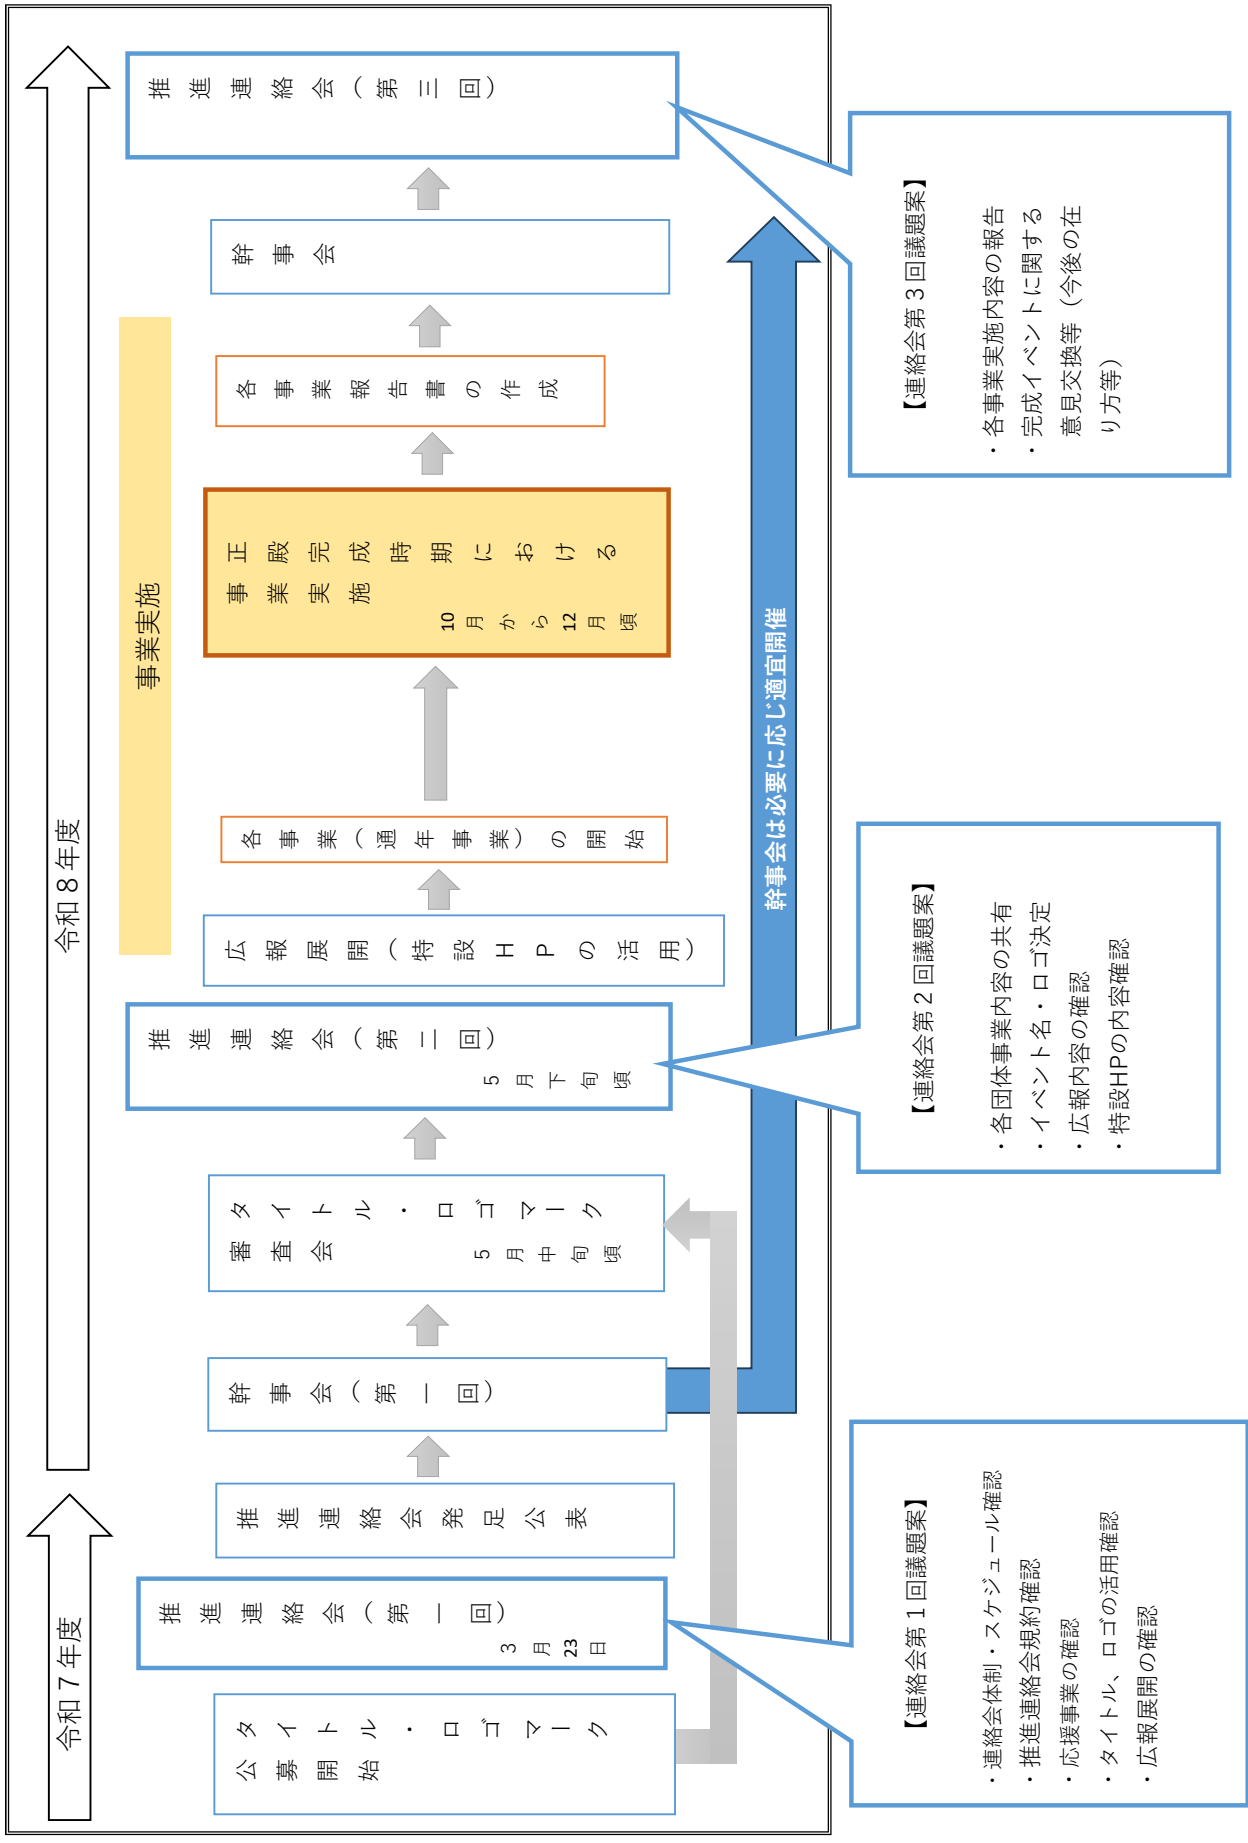 令和７年度
令和８年度
事業実施
タイトル・ロゴマーク
公募開始
推進連絡会（第一回）
3月23日
推進連絡会発足公表
幹事会（第一回）
タイトル・ロゴマーク
審査会
5月中旬頃
推進連絡会（第二回）
5月下旬頃
広報展開（特設ＨＰの活用）
各事業（通年事業）の開始
正殿完成時期における
事業実施
10月から12月頃
各事業報告書の作成
幹事会
推進連絡会（第三回）
幹事会は必要に応じ適宜開催
【連絡会第１回議題案】
・連絡会体制・スケジュール確認
・推進連絡会規約確認
・応援事業の確認
・タイトル、ロゴの活用確認
・広報展開の確認
【連絡会第２回議題案】
・各団体事業内容の共有
・イベント名・ロゴ決定
・広報内容の確認
・特設HPの内容確認
【連絡会第３回議題案】
・各事業実施内容の報告
・完成イベントに関する
意見交換等（今後の在
り方等）